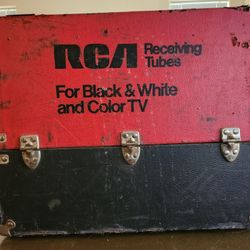 RCA Receiving
Tubes
For Black & White
and Color TV